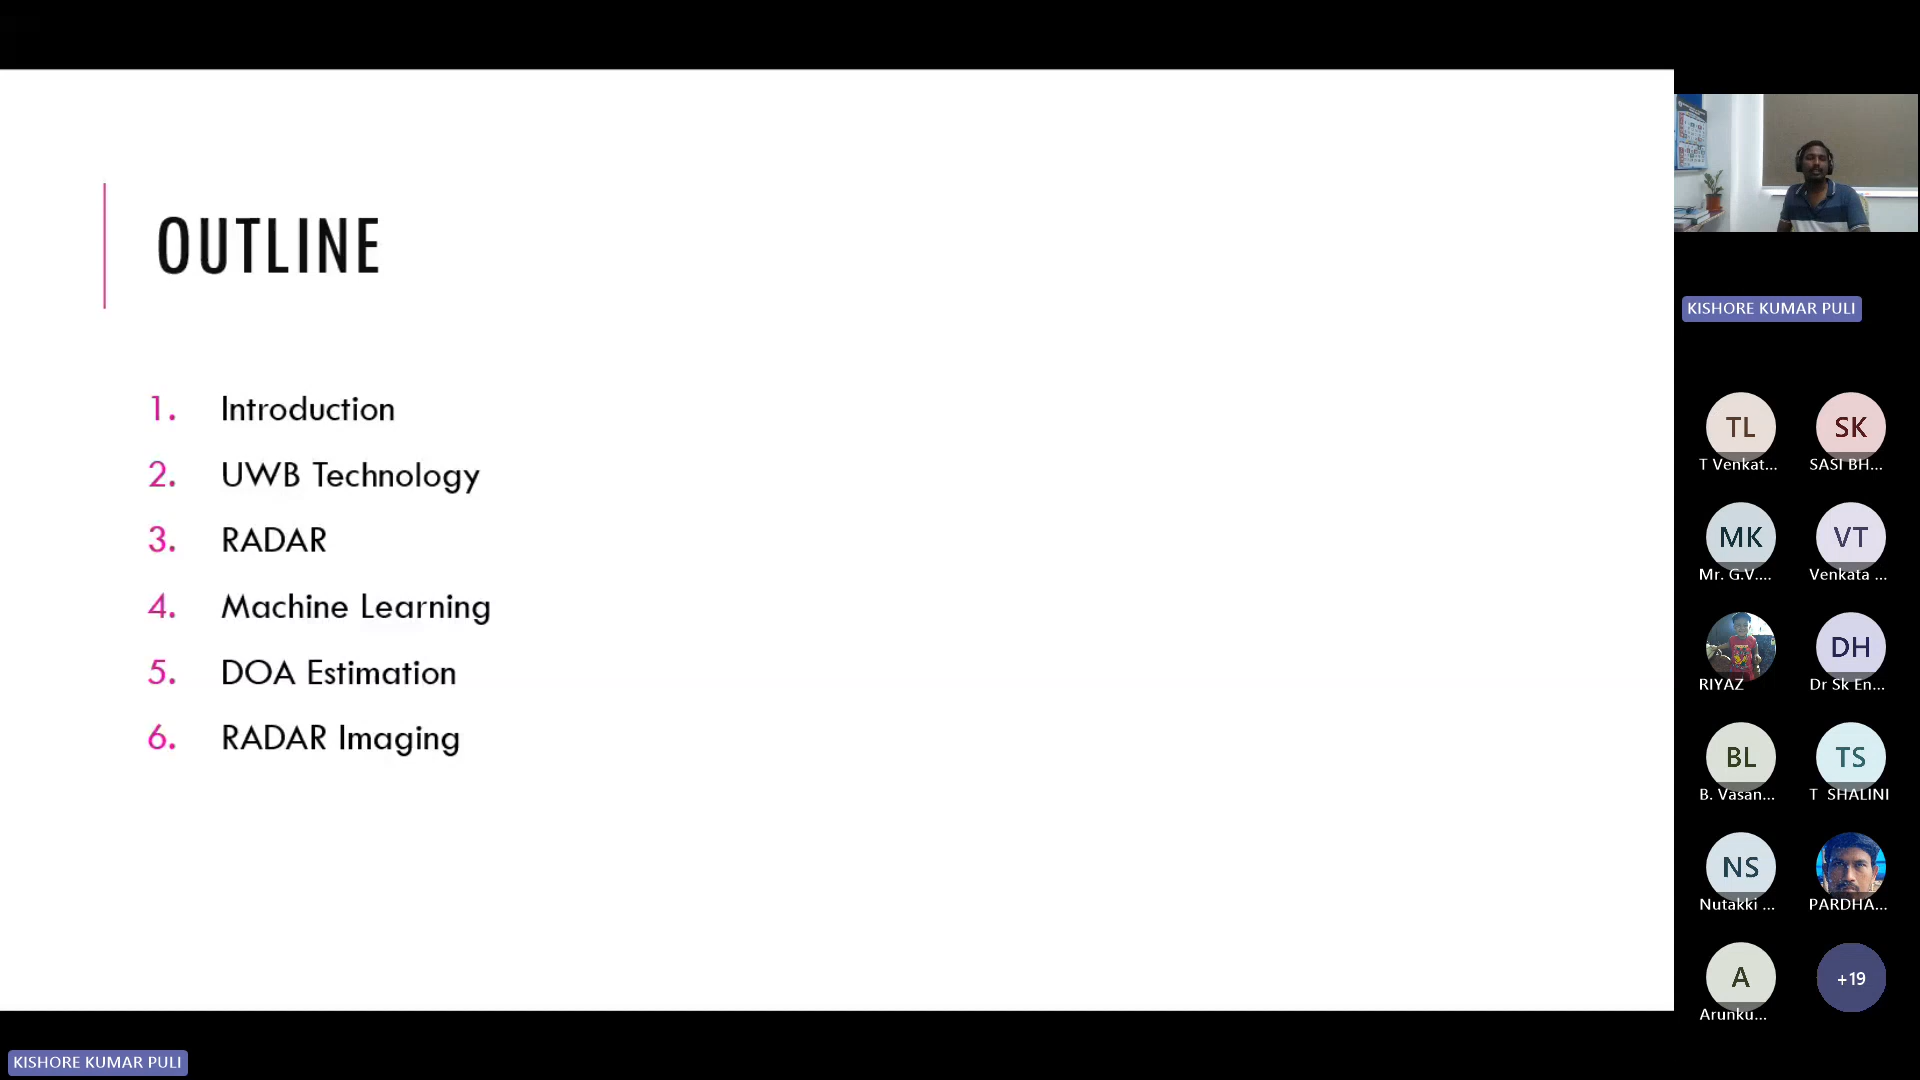 OUTLINE
1. Introduction
2. UWB Technology
3. RADAR
4. Machine Learning
5. DOA Estimation
6. RADAR Imaging
KISHORE KUMAR PULI
TL
T Venkat...
SK
SASI BH...
MK
Mr. G.V....
VT
Venkata ...
RIYAZ
DH
Dr Sk En...
BL
B. Vasan...
TS
T SHALINI
NS
Nutakki ...
PARDHA...
A
Arunku...
+19
KISHORE KUMAR PULI